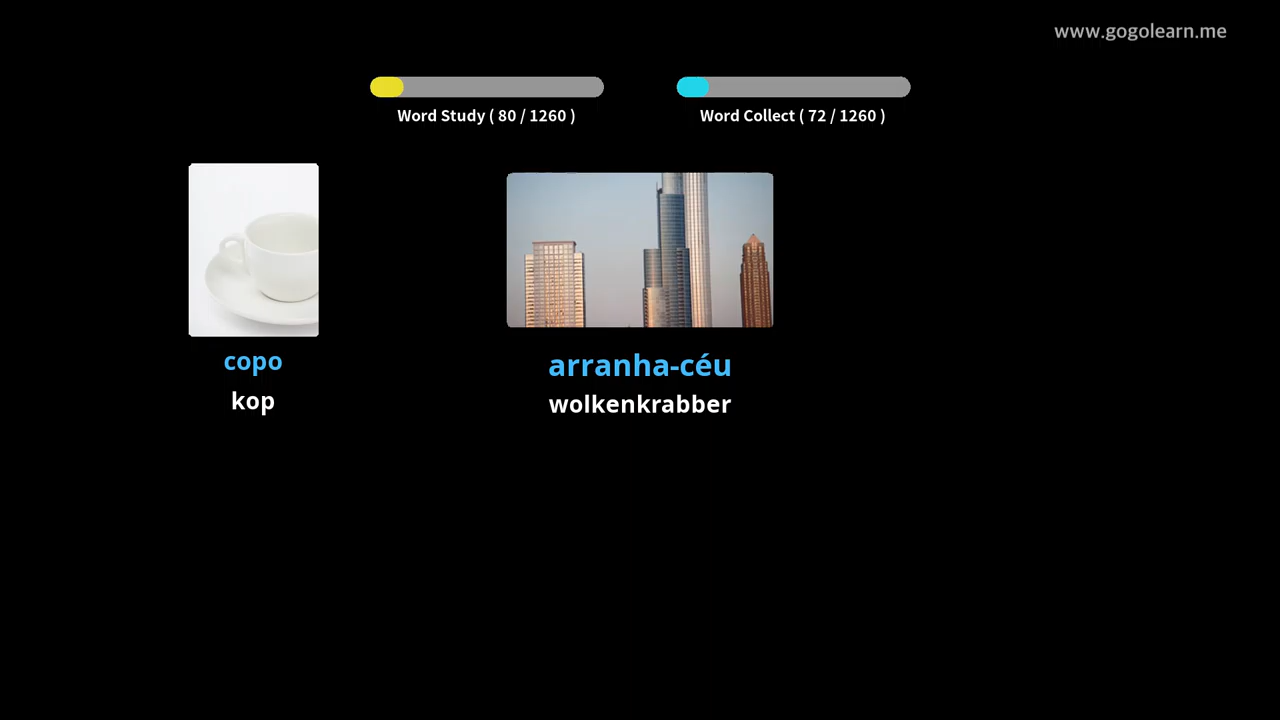 www.gogolearn.me
Word Study ( 80 / 1260 )
Word Collect ( 72 / 1260 )
copo
kop
arranha-céu
wolkenkrabber